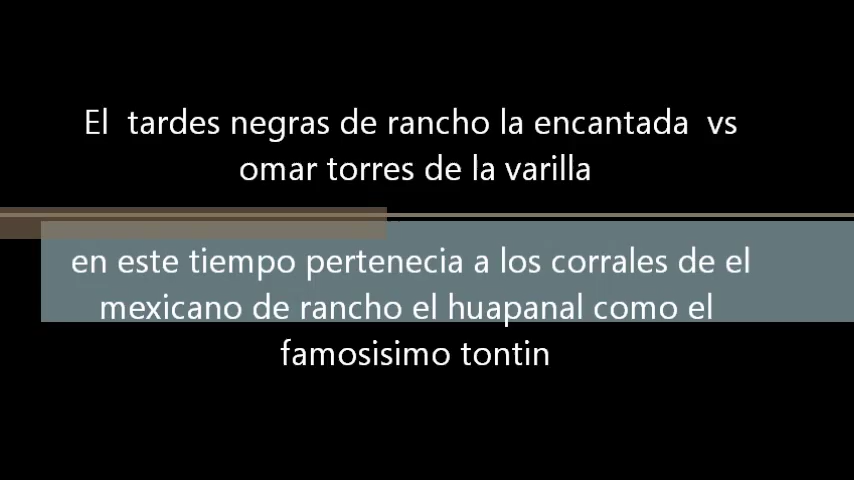 El tardes negras de rancho la encantada vs
omar torres de la varilla
en este tiempo pertenecia a los corrales de el
mexicano de rancho el huapanal como el
famosisimo tontin